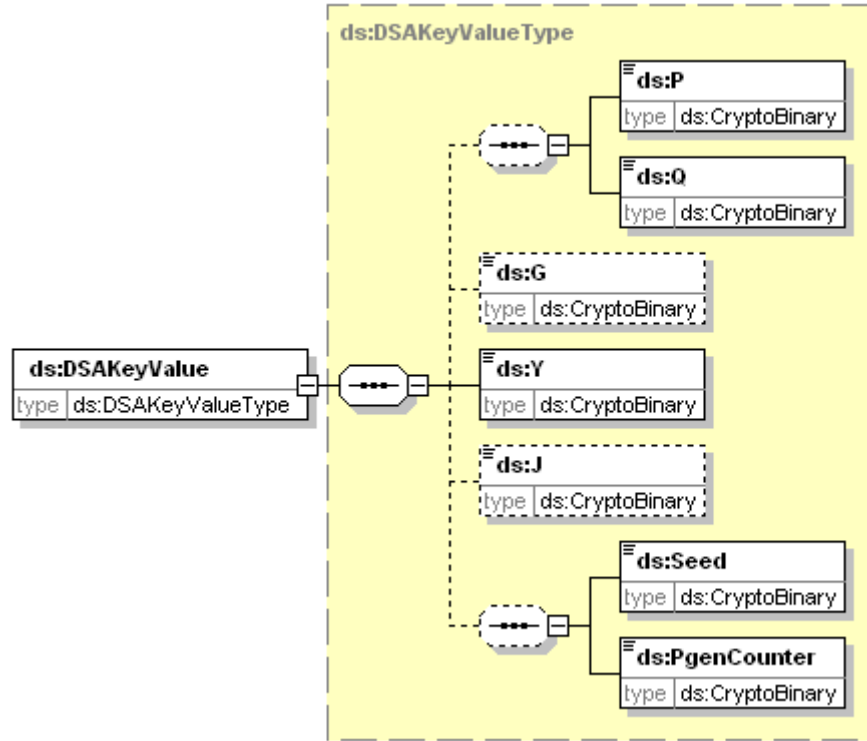 ds:DSAKeyValueType
ds:P
type ds:CryptoBinary
ds:Q
type ds:CryptoBinary
ds:G
type ds:CryptoBinary
ds:DSAKeyValue
type ds:DSAKeyValueType
ds:Y
type ds:CryptoBinary
ds:J
type ds:CryptoBinary
ds:Seed
type ds:CryptoBinary
ds:PgenCounter
type ds:CryptoBinary